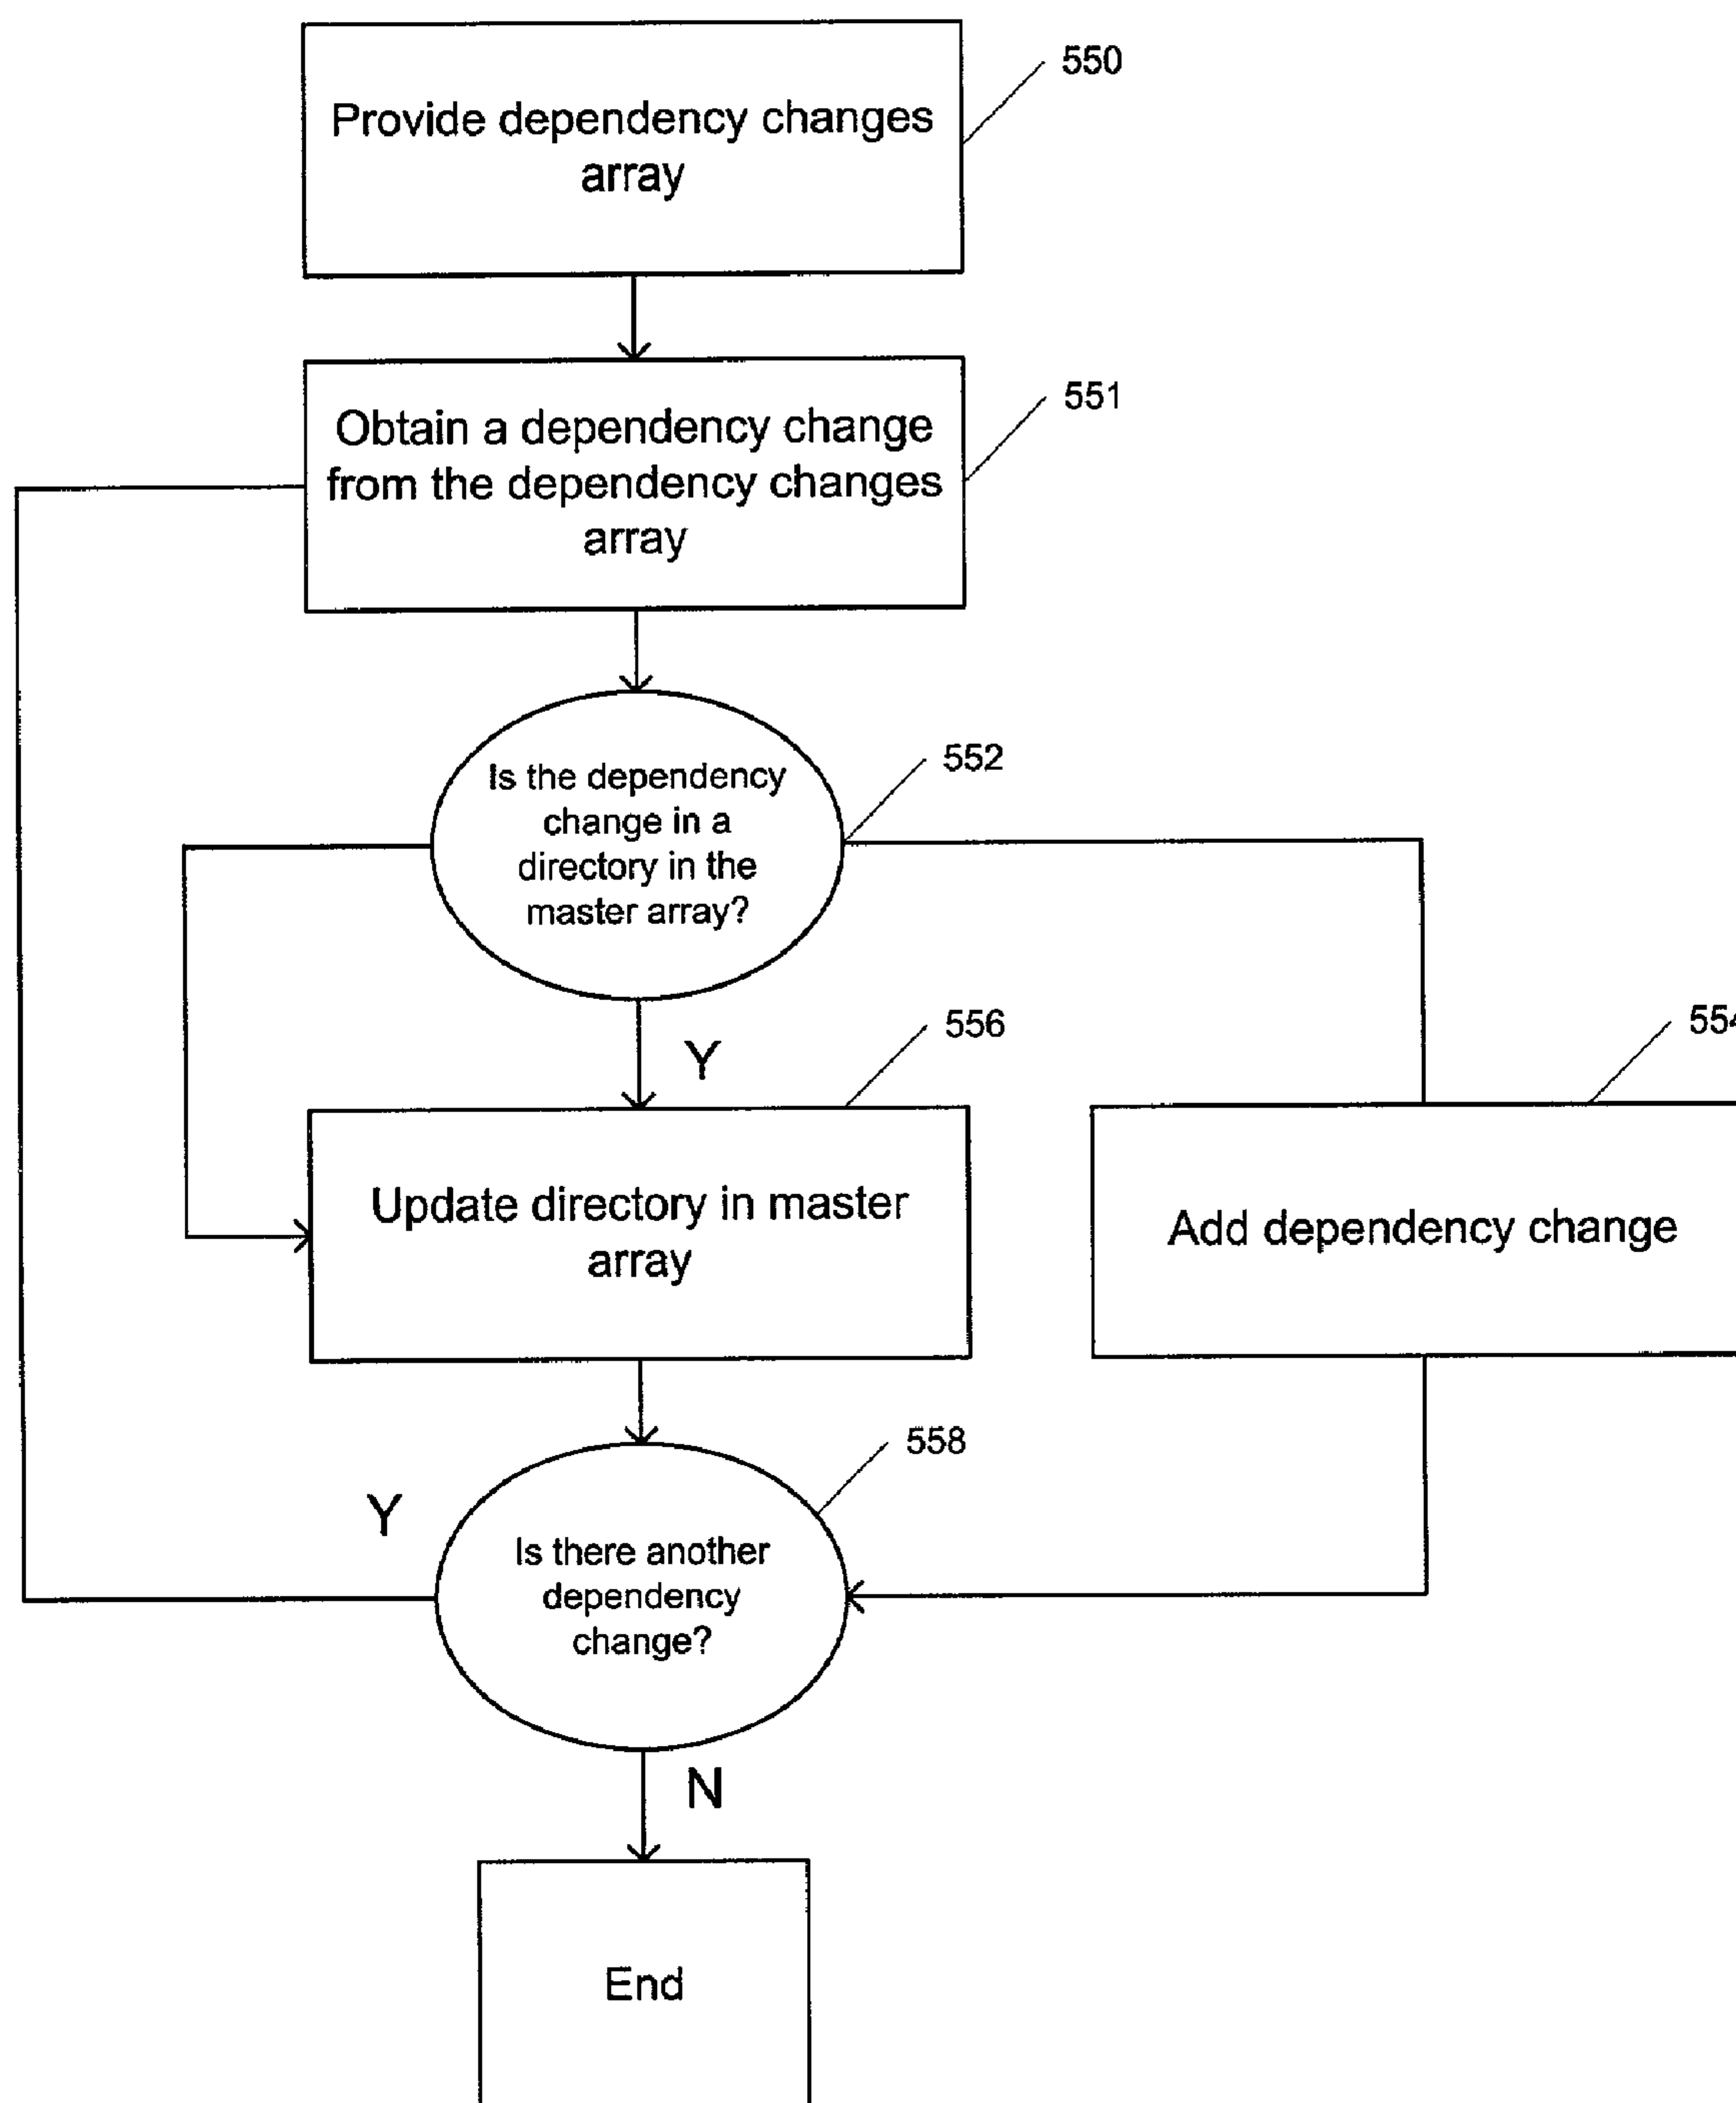 Provide dependency changes
array
550
Obtain a dependency change
from the dependency changes
array
551
Is the dependency
change in a
directory in the
master array?
552
Y
556
Update directory in master
array
554
Add dependency change
558
Y
Is there another
dependency
change?
N
End